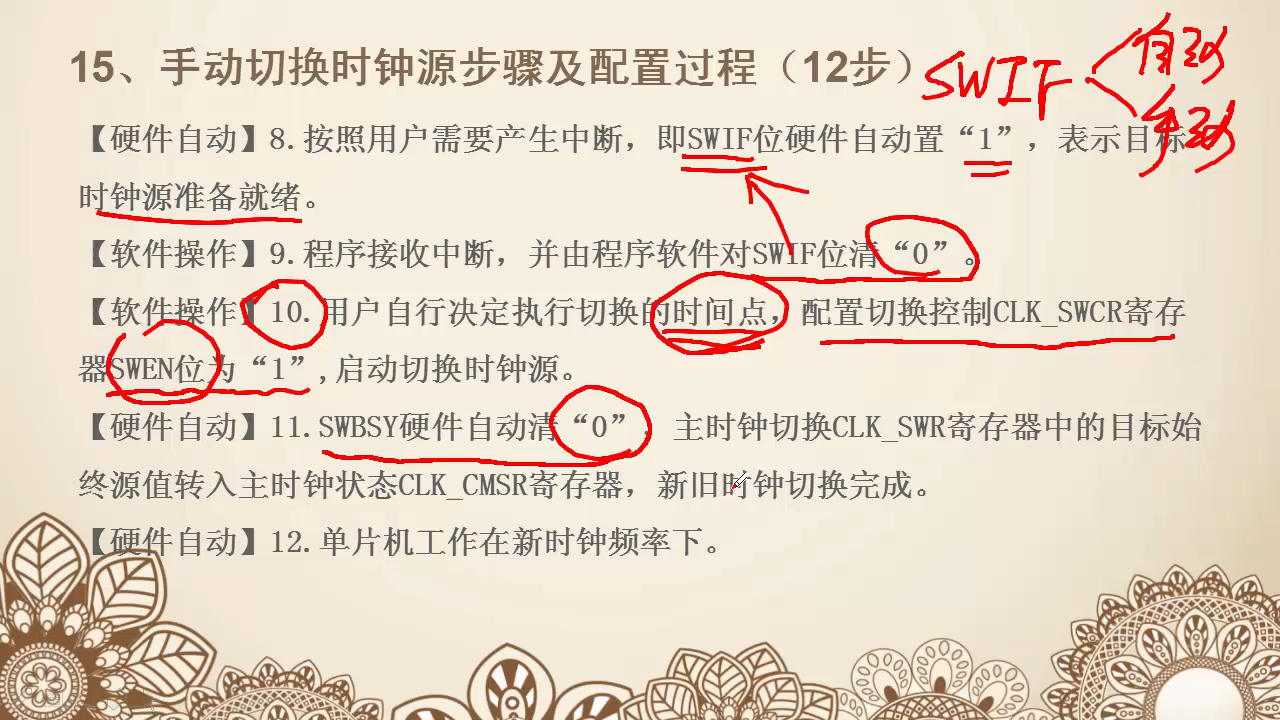 15、手动切换时钟源步骤及配置过程（12步）
SWIF
自动
手动
【硬件自动】8.按照用户需要产生中断，即SWIF位硬件自动置“1”，表示目标
时钟源准备就绪。
【软件操作】9.程序接收中断，并由程序软件对SWIF位清“0”。
【软件操作】10.用户自行决定执行切换的时间点，配置切换控制CLK_SWCR寄存
器SWEN位为“1”,启动切换时钟源。
【硬件自动】11.SWBSY硬件自动清“0”，主时钟切换CLK_SWR寄存器中的目标始
终源值转入主时钟状态CLK_CMSR寄存器，新旧时钟切换完成。
【硬件自动】12.单片机工作在新时钟频率下。